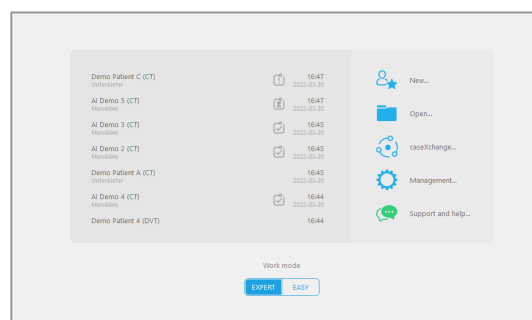 Demo Patient C (CT)
Unterkiefer
16:47
2022-03-30
AI Demo 5 (CT)
Mandible
16:47
2022-03-30
AI Demo 3 (CT)
Mandible
16:45
2022-03-30
AI Demo 2 (CT)
Mandible
16:45
2022-03-30
Demo Patient A (CT)
Unterkiefer
16:45
2022-03-30
AI Demo 4 (CT)
Mandible
16:44
2022-03-30
Demo Patient 4 (DVT)
16:44
New...
Open...
caseXchange...
Management...
Support and help...
Work mode
EXPERT
EASY